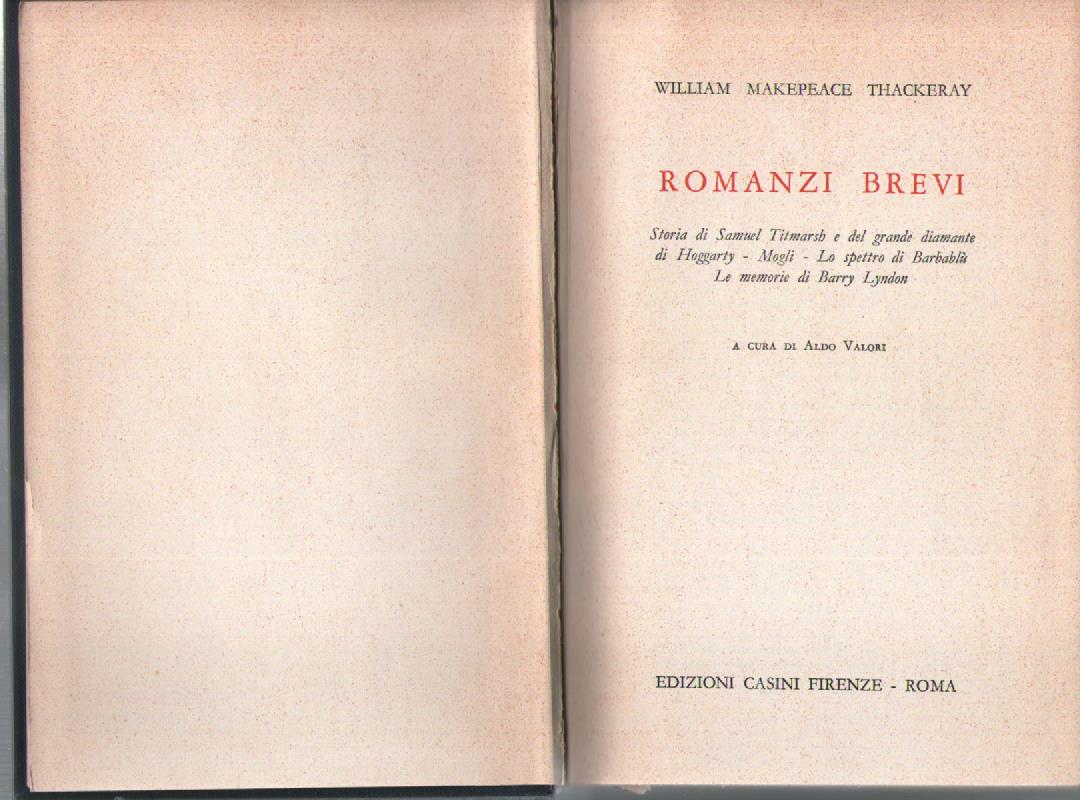 WILLIAM MAKEPEACE THACKERAY
ROMANZI BREVI
Storia di Samuel Titmarsh e del grande diamante
di Hoggarty - Mogli - Lo spettro di Barbablù
Le memorie di Barry Lyndon
A CURA DI ALDO VALORI
EDIZIONI CASINI FIRENZE - ROMA